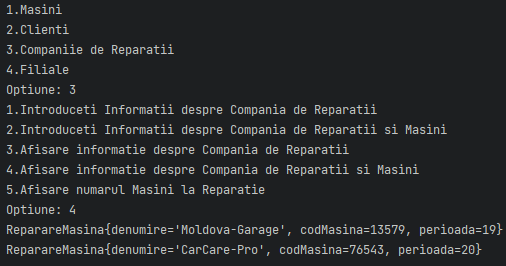 1.Masini
2.Clienti
3.Companiie de Reparatii
4.Filiale
Optiune: 3
1.Introduceti Informatii despre Compania de Reparatii
2.Introduceti Informatii despre Compania de Reparatii si Masini
3.Afisare informatie despre Compania de Reparatii
4.Afisare informatie despre Compania de Reparatii si Masini
5.Afisare numarul Masini la Reparatie
Optiune: 4
ReparareMasina{denumire='Moldova-Garage', codMasina=13579, perioada=19}
ReparareMasina{denumire='CarCare-Pro', codMasina=76543, perioada=20}